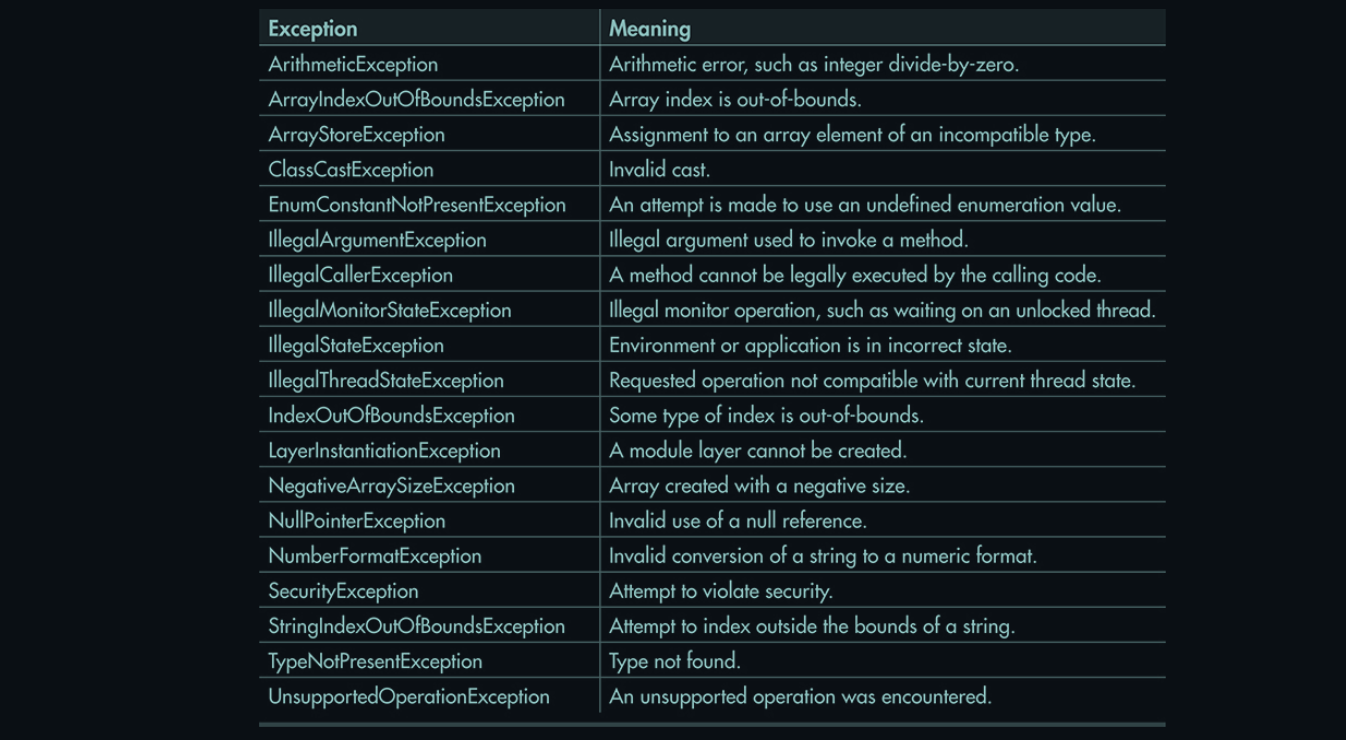 Exception Meaning
ArithmeticException Arithmetic error, such as integer divide-by-zero.
ArrayIndexOutOfBoundsException Array index is out-of-bounds.
ArrayStoreException Assignment to an array element of an incompatible type.
ClassCastException Invalid cast.
EnumConstantNotPresentException An attempt is made to use an undefined enumeration value.
IllegalArgumentException Illegal argument used to invoke a method.
IllegalCallerException A method cannot be legally executed by the calling code.
IllegalMonitorStateException Illegal monitor operation, such as waiting on an unlocked thread.
IllegalStateException Environment or application is in incorrect state.
IllegalThreadStateException Requested operation not compatible with current thread state.
IndexOutOfBoundsException Some type of index is out-of-bounds.
LayerInstantiationException A module layer cannot be created.
NegativeArraySizeException Array created with a negative size.
NullPointerException Invalid use of a null reference.
NumberFormatException Invalid conversion of a string to a numeric format.
SecurityException Attempt to violate security.
StringIndexOutOfBoundsException Attempt to index outside the bounds of a string.
TypeNotPresentException Type not found.
UnsupportedOperationException An unsupported operation was encountered.